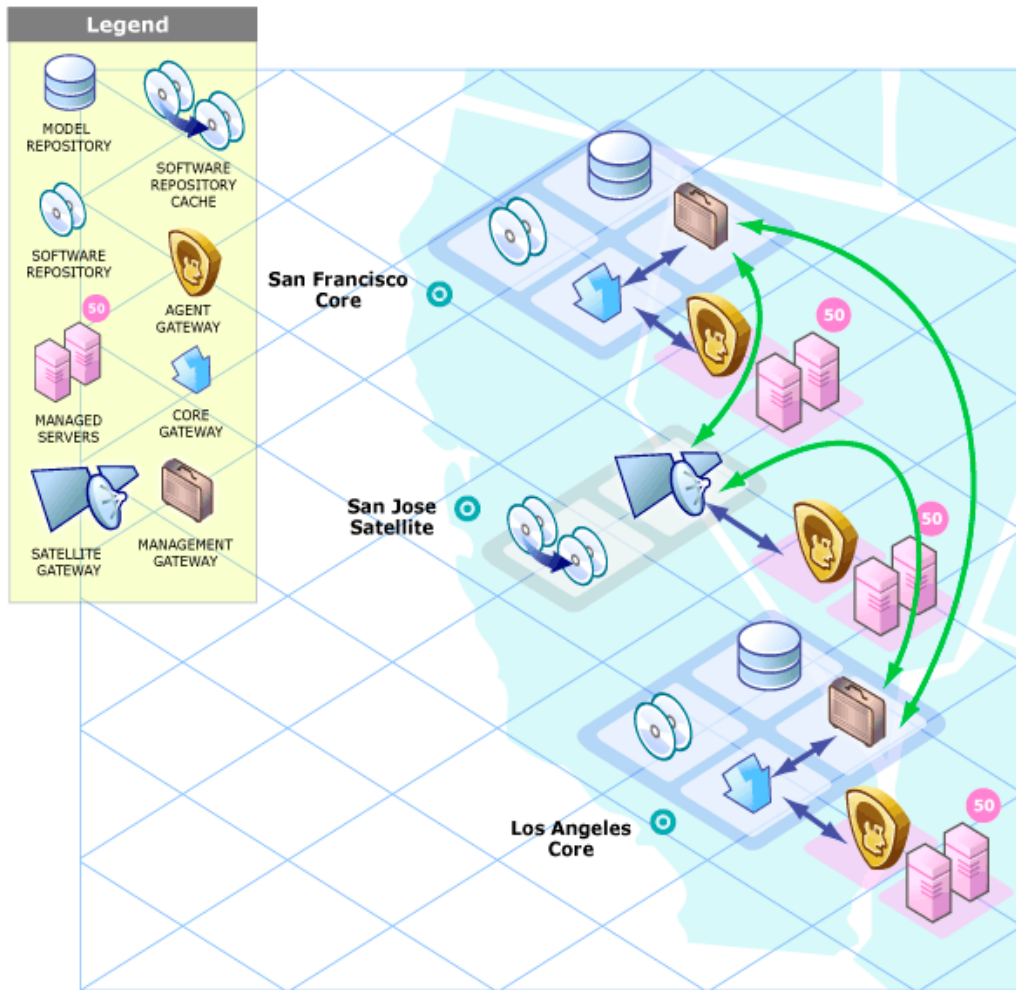 Legend
MODEL
REPOSITORY
SOFTWARE
REPOSITORY
CACHE
SOFTWARE
REPOSITORY
AGENT
GATEWAY
50
MANAGED
SERVERS
CORE
GATEWAY
SATELLITE
GATEWAY
MANAGEMENT
GATEWAY
San Francisco
Core
50
San Jose
Satellite
50
Los Angeles
Core
50